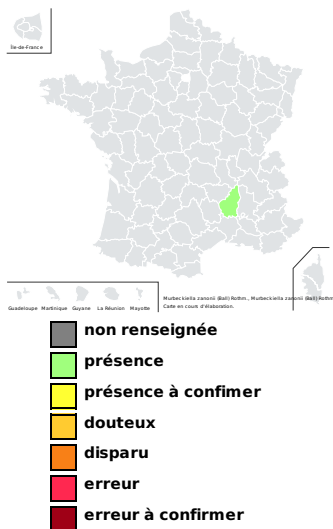 Île-de-France
Murbeckiella zanonii (Ball) Rothm., Murbeckiella zanonii (Ball) Rothm
Carte en cours d'élaboration.
Guadeloupe Martinique Guyane La Réunion Mayotte
non renseignée
présence
présence à confimer
douteux
disparu
erreur
erreur à confirmer